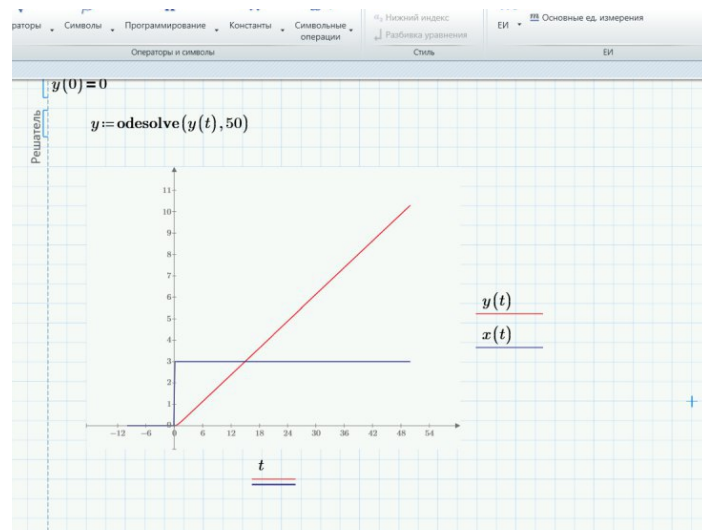 Символы
Программирование
Константы
Символьные
операции
Нижний индекс
Разбивка уравнения
ЕИ
Основные ед. измерения
Операторы и символы
Стиль
ЕИ
y(0)=0
Решатель
y:=odesolve(y(t),50)
11
10
9
8
7
6
5
4
3
2
1
0
-12 -6 0 6 12 18 24 30 36 42 48 54
y(t)
x(t)
t